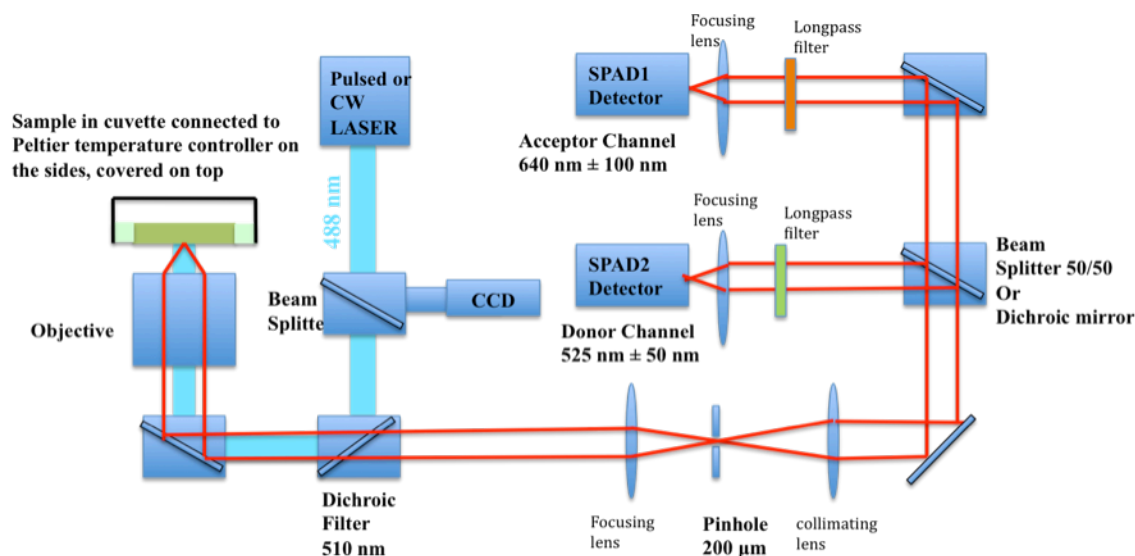 Focusing
lens
Longpass
filter
Pulsed or
CW
LASER
SPAD1
Detector
Sample in cuvette connected to
Peltier temperature controller on
the sides, covered on top
Acceptor Channel
640 nm ± 100 nm
488 nm
Focusing
lens
Longpass
filter
SPAD2
Detector
Beam
Splitter 50/50
Or
Dichroic mirror
Beam
Splitte
CCD
Objective
Donor Channel
525 nm ± 50 nm
Dichroic
Filter
510 nm
Focusing
lens
Pinhole
200 µm
collimating
lens